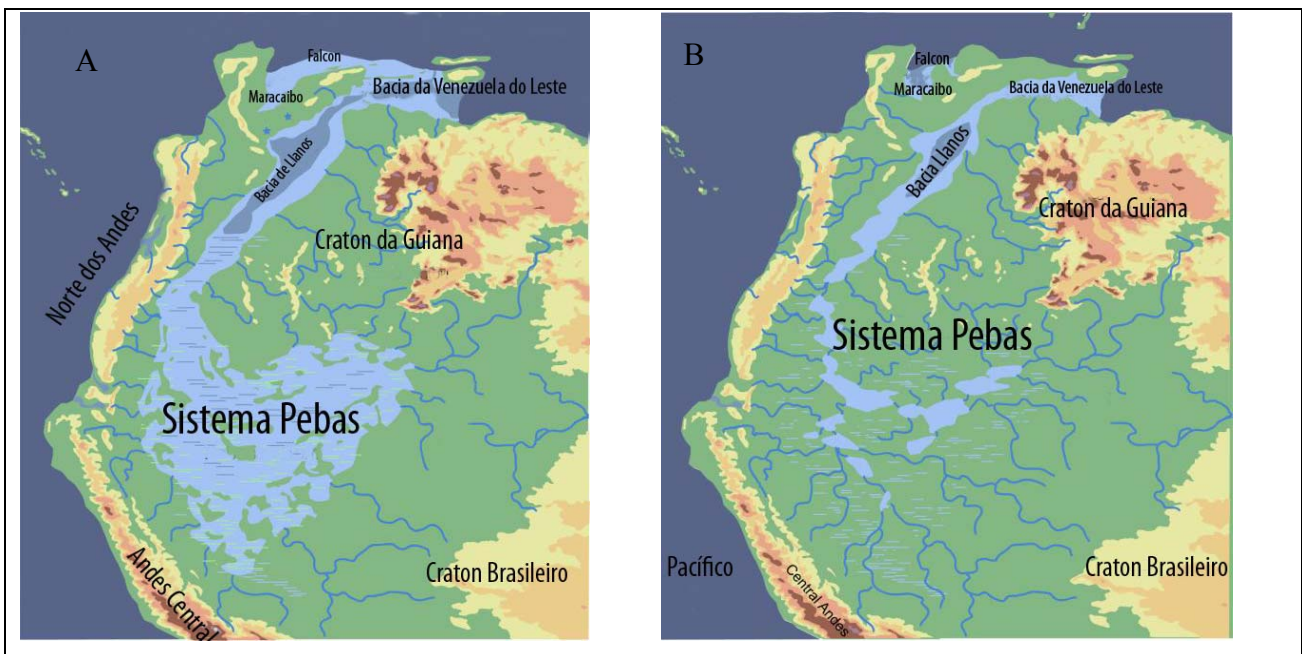 A
Falcon
Maracaibo
Bacia da Venezuela do Leste
Bacia de Llanos
Norte dos Andes
Craton da Guiana
Sistema Pebas
Andes Central
Craton Brasileiro
B
Falcon
Maracaibo
Bacia da Venezuela do Leste
Bacia Llanos
Craton da Guiana
Sistema Pebas
Pacífico
Central Andes
Craton Brasileiro